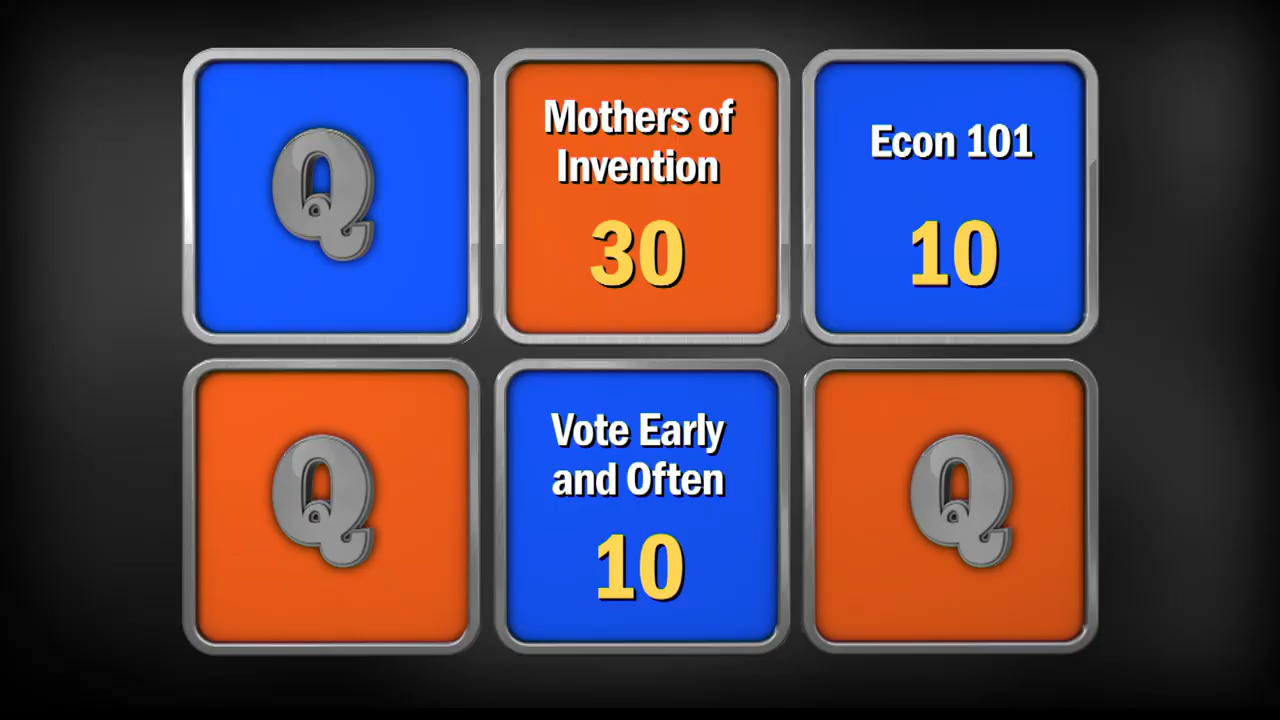 Q
Mothers of
Invention
30
Econ 101
10
Q
Vote Early
and Often
10
Q